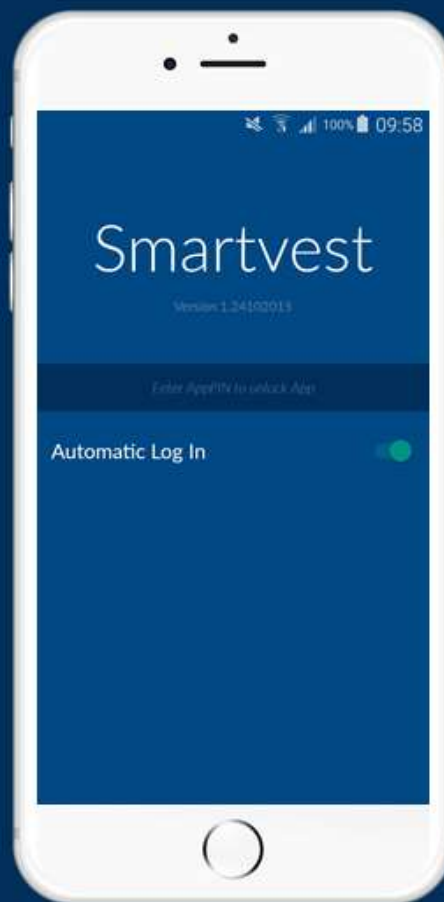 100% 09:58
Smartvest
Version 1.24102015
Enter AppPIN to unlock App
Automatic Log In